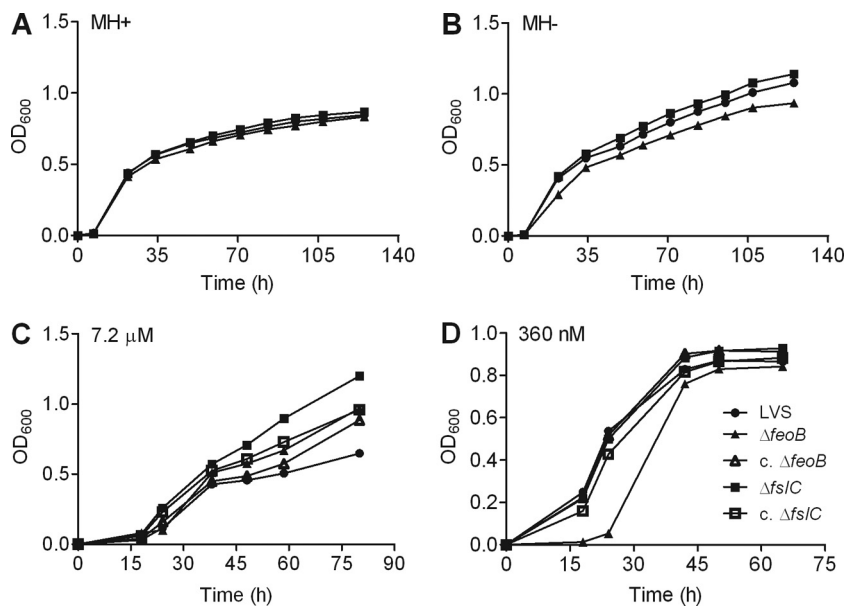 A
MH+
OD600
1.5
1.0
0.5
0.0
0
35
70
105
140
Time (h)
B
MH-
OD600
1.5
1.0
0.5
0.0
0
35
70
105
140
Time (h)
C
7.2 μM
OD600
1.5
1.0
0.5
0.0
0
15
30
45
60
75
90
Time (h)
D
360 nM
OD600
1.0
0.8
0.6
0.4
0.2
0.0
0
15
30
45
60
75
Time (h)
LVS
ΔfeoB
c. ΔfeoB
ΔfslC
c. ΔfslC